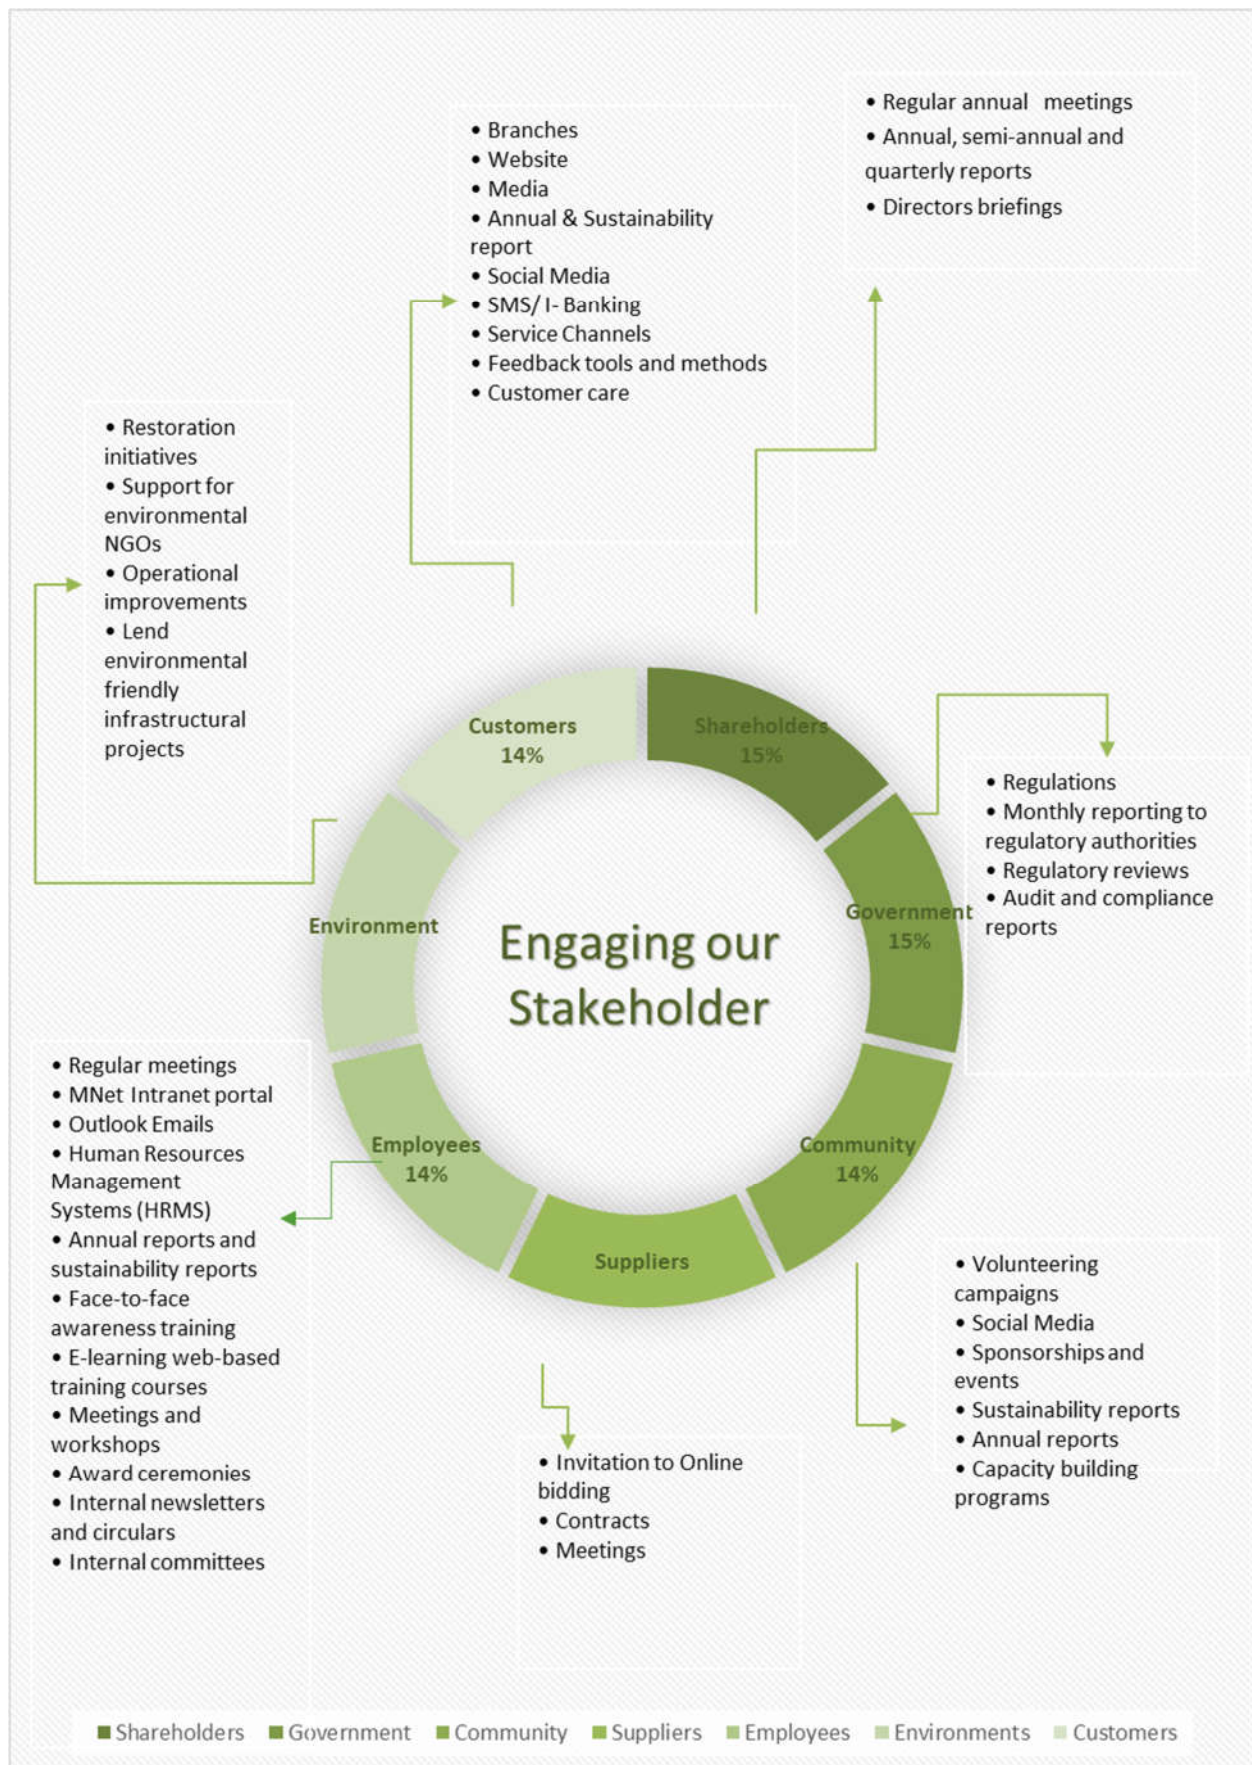 • Regular annual meetings
• Annual, semi-annual and
quarterly reports
• Directors briefings
• Branches
• Website
• Media
• Annual & Sustainability
report
• Social Media
• SMS/ I- Banking
• Service Channels
• Feedback tools and methods
• Customer care
• Restoration
initiatives
• Support for
environmental
NGOs
• Operational
improvements
• Lend
environmental
friendly
infrastructural
projects
Customers
14%
Shareholders
15%
• Regulations
• Monthly reporting to
regulatory authorities
• Regulatory reviews
• Audit and compliance
reports
Government
15%
Environment
Engaging our
Stakeholder
• Regular meetings
• MNet Intranet portal
• Outlook Emails
• Human Resources
Management
Systems (HRMS)
• Annual reports and
sustainability reports
• Face-to-face
awareness training
• E-learning web-based
training courses
• Meetings and
workshops
• Award ceremonies
• Internal newsletters
and circulars
• Internal committees
Employees
14%
Community
14%
Suppliers
• Volunteering
campaigns
• Social Media
• Sponsorships and
events
• Sustainability reports
• Annual reports
• Capacity building
programs
• Invitation to Online
bidding
• Contracts
• Meetings
Shareholders Government Community Suppliers Employees Environments Customers